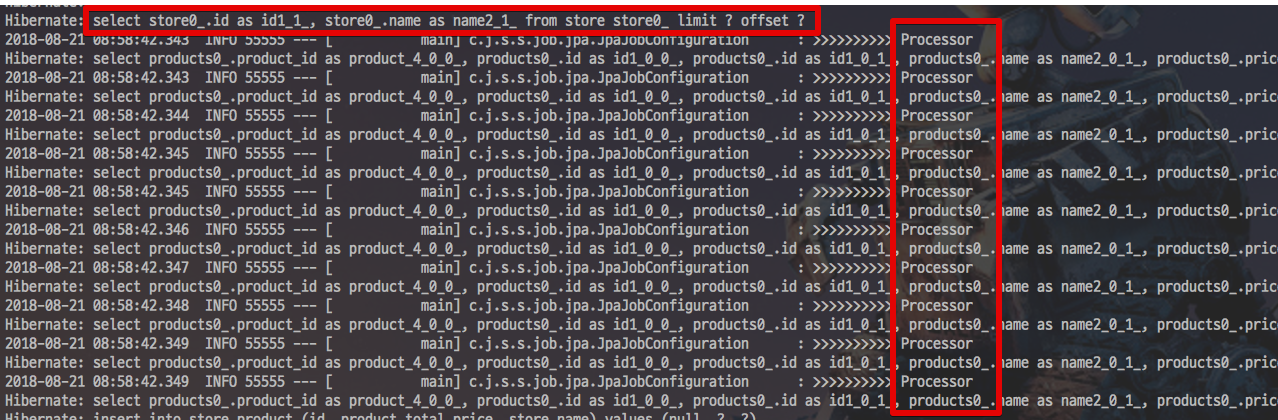 Hibernate:
Hibernate: select store0_.id as id1_1_, store0_.name as name2_1_ from store store0_ limit ? offset ?
2018-08-21 08:58:42.343  INFO 55555 --- [           main] c.j.s.s.job.jpa.JpaJobConfiguration      : >>>>>>>>>> Processor
Hibernate: select products0_.product_id as product_4_0_0_, products0_.id as id1_0_0_, products0_.id as id1_0_1_, products0_.name as name2_0_1_, products0_.price
2018-08-21 08:58:42.343  INFO 55555 --- [           main] c.j.s.s.job.jpa.JpaJobConfiguration      : >>>>>>>>>> Processor
Hibernate: select products0_.product_id as product_4_0_0_, products0_.id as id1_0_0_, products0_.id as id1_0_1_, products0_.name as name2_0_1_, products0_.price
2018-08-21 08:58:42.344  INFO 55555 --- [           main] c.j.s.s.job.jpa.JpaJobConfiguration      : >>>>>>>>>> Processor
Hibernate: select products0_.product_id as product_4_0_0_, products0_.id as id1_0_0_, products0_.id as id1_0_1_, products0_.name as name2_0_1_, products0_.pric
2018-08-21 08:58:42.345  INFO 55555 --- [           main] c.j.s.s.job.jpa.JpaJobConfiguration      : >>>>>>>>>> Processor
Hibernate: select products0_.product_id as product_4_0_0_, products0_.id as id1_0_0_, products0_.id as id1_0_1_, products0_.name as name2_0_1_, products0_.pric
2018-08-21 08:58:42.345  INFO 55555 --- [           main] c.j.s.s.job.jpa.JpaJobConfiguration      : >>>>>>>>>> Processor
Hibernate: select products0_.product_id as product_4_0_0_, products0_.id as id1_0_0_, products0_.id as id1_0_1_, products0_.name as name2_0_1_, products0_.pric
2018-08-21 08:58:42.346  INFO 55555 --- [           main] c.j.s.s.job.jpa.JpaJobConfiguration      : >>>>>>>>>> Processor
Hibernate: select products0_.product_id as product_4_0_0_, products0_.id as id1_0_0_, products0_.id as id1_0_1_, products0_.name as name2_0_1_, products0_.pric
2018-08-21 08:58:42.347  INFO 55555 --- [           main] c.j.s.s.job.jpa.JpaJobConfiguration      : >>>>>>>>>> Processor
Hibernate: select products0_.product_id as product_4_0_0_, products0_.id as id1_0_0_, products0_.id as id1_0_1_, products0_.name as name2_0_1_, products0_.pric
2018-08-21 08:58:42.348  INFO 55555 --- [           main] c.j.s.s.job.jpa.JpaJobConfiguration      : >>>>>>>>>> Processor
Hibernate: select products0_.product_id as product_4_0_0_, products0_.id as id1_0_0_, products0_.id as id1_0_1_, products0_.name as name2_0_1_, products0_.pric
2018-08-21 08:58:42.349  INFO 55555 --- [           main] c.j.s.s.job.jpa.JpaJobConfiguration      : >>>>>>>>>> Processor
Hibernate: select products0_.product_id as product_4_0_0_, products0_.id as id1_0_0_, products0_.id as id1_0_1_, products0_.name as name2_0_1_, products0_.pric
2018-08-21 08:58:42.349  INFO 55555 --- [           main] c.j.s.s.job.jpa.JpaJobConfiguration      : >>>>>>>>>> Processor
Hibernate: select products0_.product_id as product_4_0_0_, products0_.id as id1_0_0_, products0_.id as id1_0_1_, products0_.name as name2_0_1_, products0_.pric
Hibernate: insert into store_product (id, product_total_price, store_name) values (null, ?, ?)